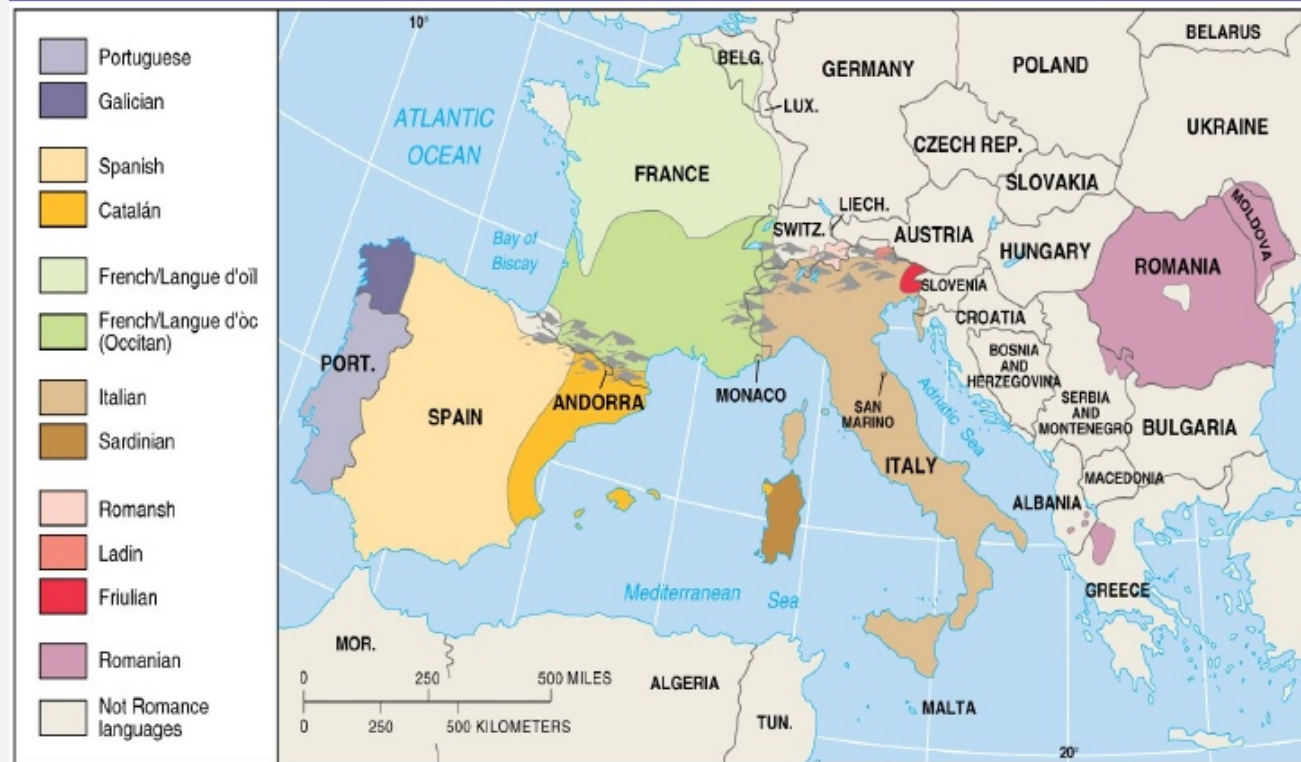 Portuguese
Galician
Spanish
Catalán
French/Langue d'oïl
French/Langue d'òc
(Occitan)
Italian
Sardinian
Romansh
Ladin
Friulian
Romanian
Not Romance
languages
10°
ATLANTIC
OCEAN
Bay of
Biscay
BELG.
LUX.
GERMANY
POLAND
BELARUS
UKRAINE
CZECH REP.
SLOVAKIA
FRANCE
LIECH.
SWITZ.
AUSTRIA
HUNGARY
MOLDOVA
ROMANIA
SLOVENIA
CROATIA
BOSNIA
AND
HERZEGOVINA
SERBIA
AND
MONTENEGRO
BULGARIA
PORT.
SPAIN
ANDORRA
MONACO
SAN
MARINO
Adriatic Sea
ITALY
MACEDONIA
ALBANIA
GREECE
Mediterranean Sea
MOR.
ALGERIA
TUN.
MALTA
0 250 500 MILES
0 250 500 KILOMETERS
20°